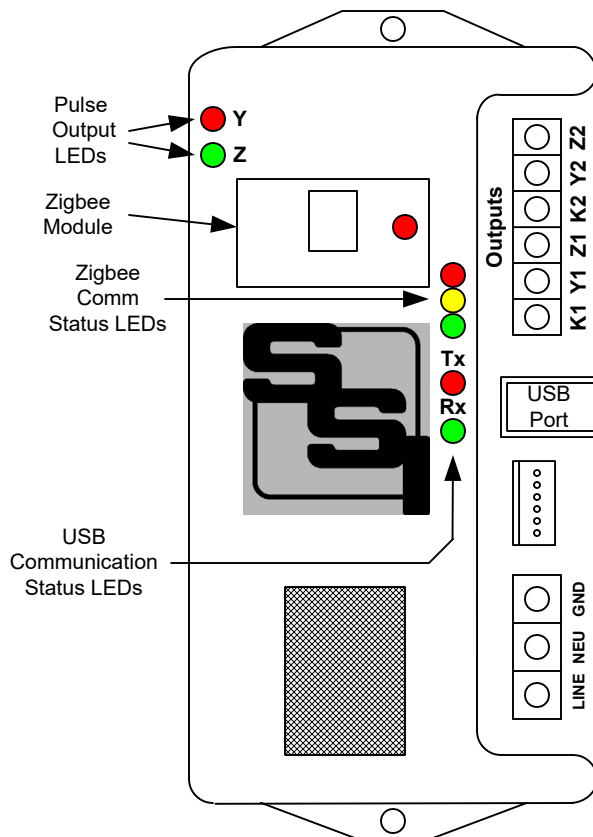 Pulse
Output
LEDs
Y
Z
Zigbee
Module
Zigbee
Comm
Status LEDs
Tx
Rx
SSI
USB
Communication
Status LEDs
Outputs
Z2
Y2
K2
Z1
Y1
K1
USB
Port
GND
NEU
LINE